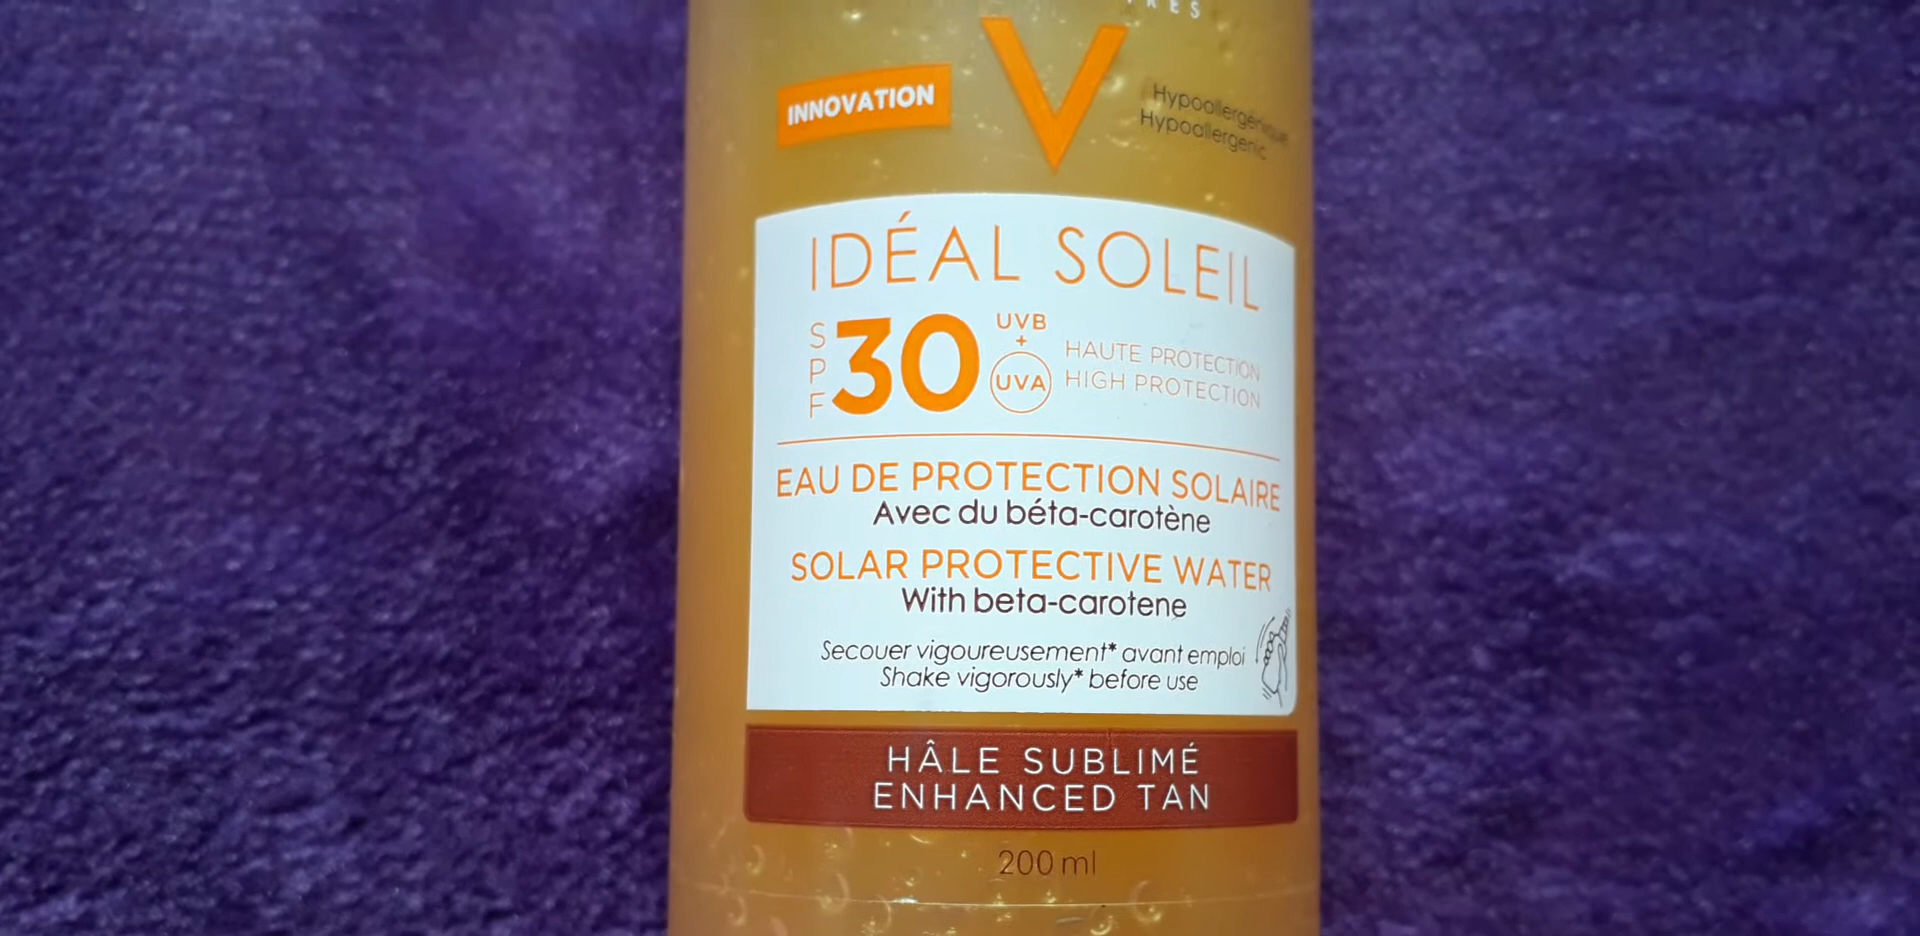 V
INNOVATION
Hypoallergénique
Hypoallergenic
IDÉAL SOLEIL
SPF 30 UVB + UVA
HAUTE PROTECTION
HIGH PROTECTION
EAU DE PROTECTION SOLAIRE
Avec du béta-carotène
SOLAR PROTECTIVE WATER
With beta-carotene
Secouer vigoureusement* avant emploi
Shake vigorously* before use
HÂLE SUBLIMÉ
ENHANCED TAN
200 ml